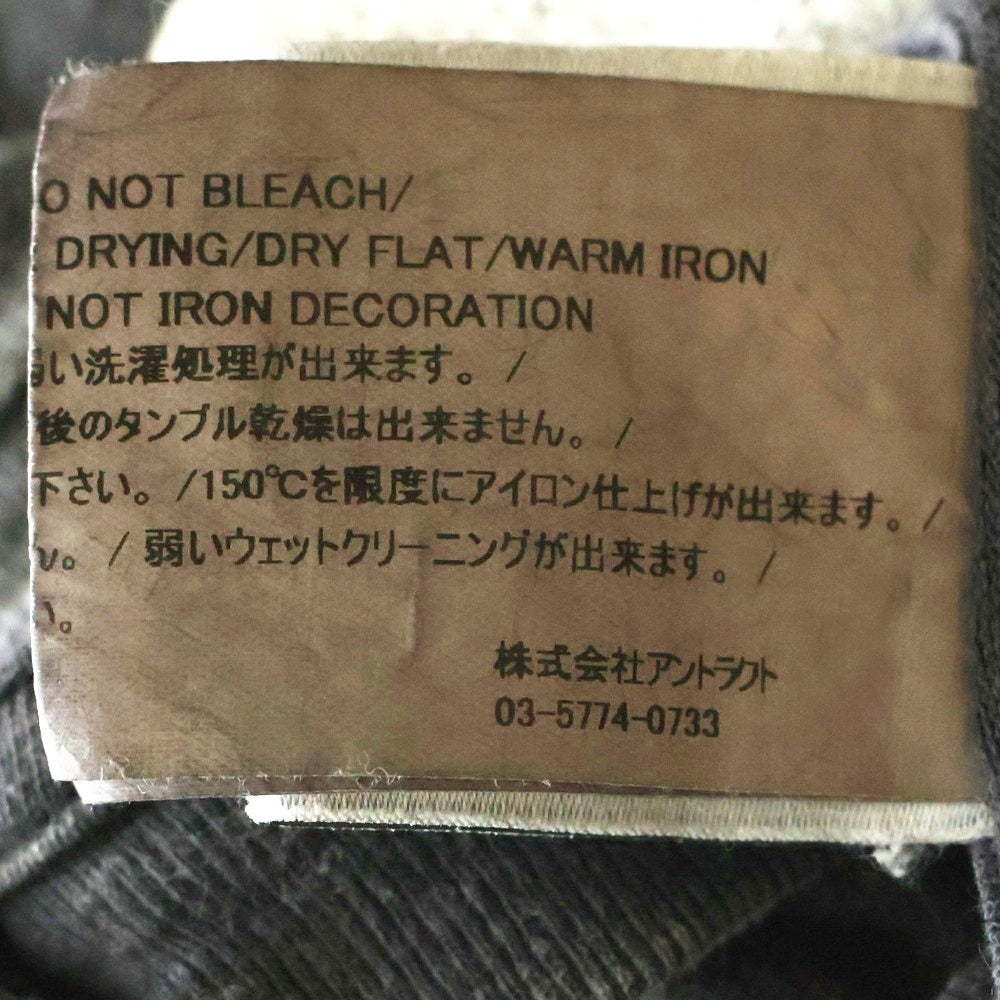 O NOT BLEACH/
DRYING/DRY FLAT/WARM IRON
NOT IRON DECORATION
い洗濯処理が出来ます。 /
後のタンブル乾燥は出来ません。 /
下さい。 /150℃を限度にアイロン仕上げが出来ます。 /
い。 / 弱いウェットクリーニングが出来ます。 /
い。
株式会社アントラクト
03-5774-0733